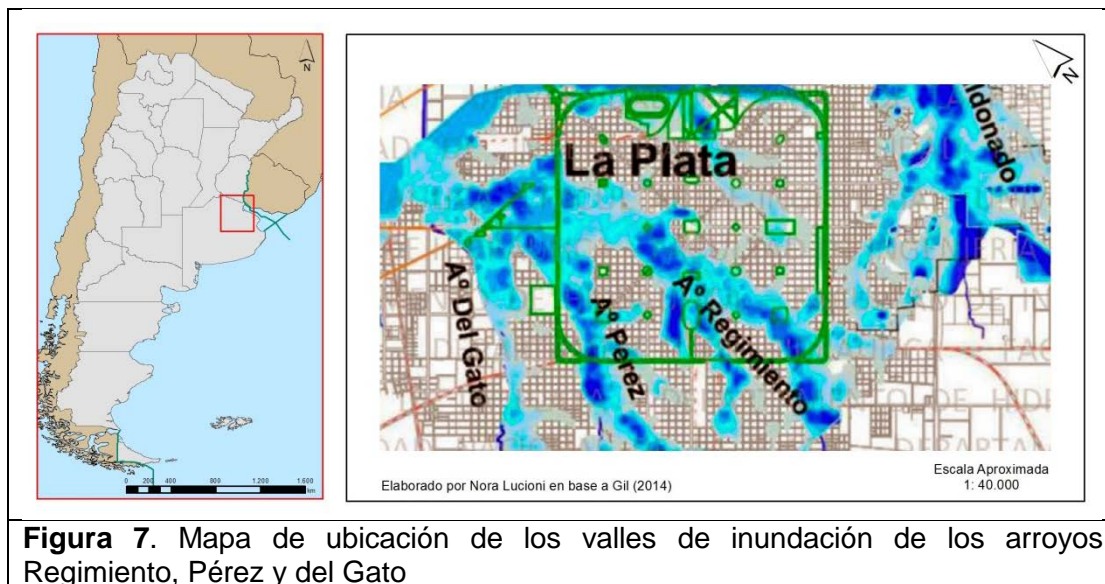 N
0 200 400 800 1.200 1.600
km
N
La Plata
Aº Del Gato
Aº Perez
Aº Regimiento
ldonado
Elaborado por Nora Lucioni en base a Gil (2014)
Escala Aproximada
1: 40.000
Figura 7. Mapa de ubicación de los valles de inundación de los arroyos
Regimiento, Pérez y del Gato